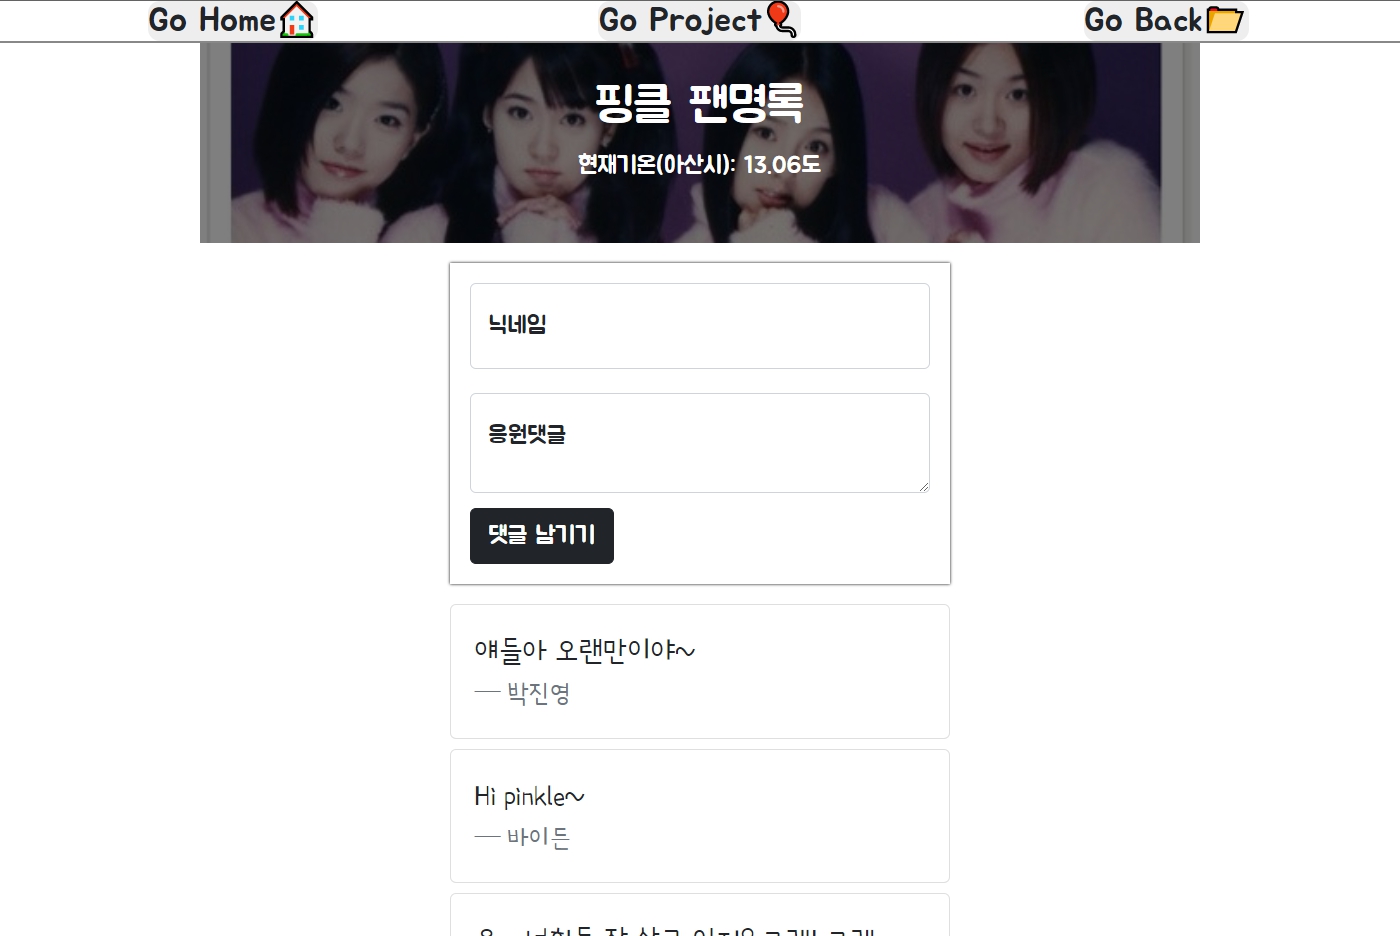 Go Home
Go Project
Go Back
핑클 팬명록
현재기온(아산시): 13.06도
닉네임
응원댓글
댓글 남기기
얘들아 오랜만이야~
— 박진영
Hi pinkle~
— 바이든